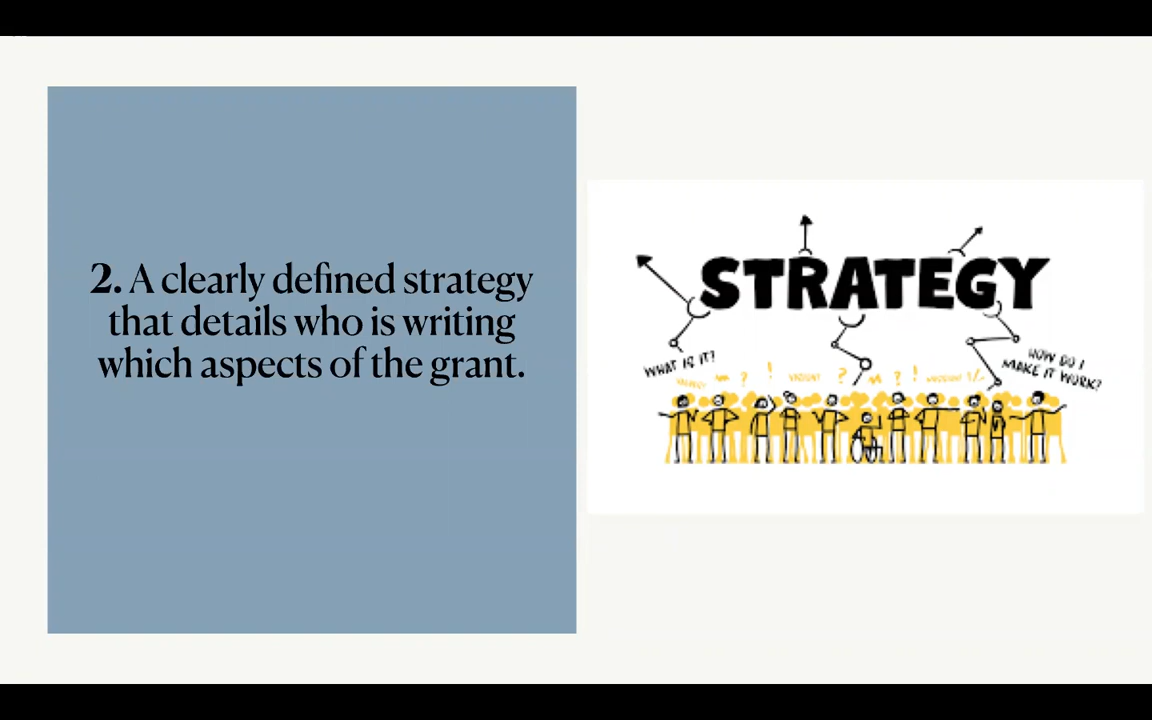 2. A clearly defined strategy
that details who is writing
which aspects of the grant.
STRATEGY
WHAT IS IT?
HOW DO I
MAKE IT WORK?
? ! ? ? !